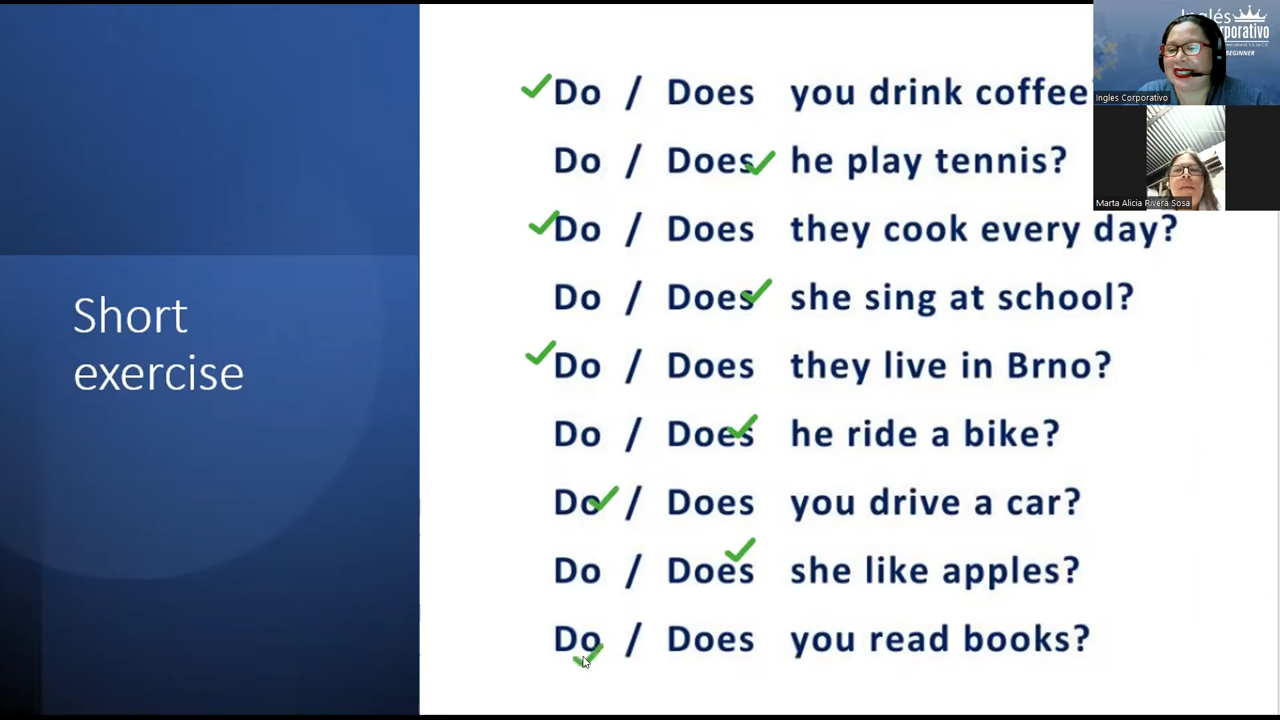 Short
exercise
Do / Does you drink coffee
Do / Does he play tennis?
Do / Does they cook every day?
Do / Does she sing at school?
Do / Does they live in Brno?
Do / Does he ride a bike?
Do / Does you drive a car?
Do / Does she like apples?
Do / Does you read books?
Inglés
BEGINNER
Ingles Corporativo
Marta Alicia Rivera Sosa